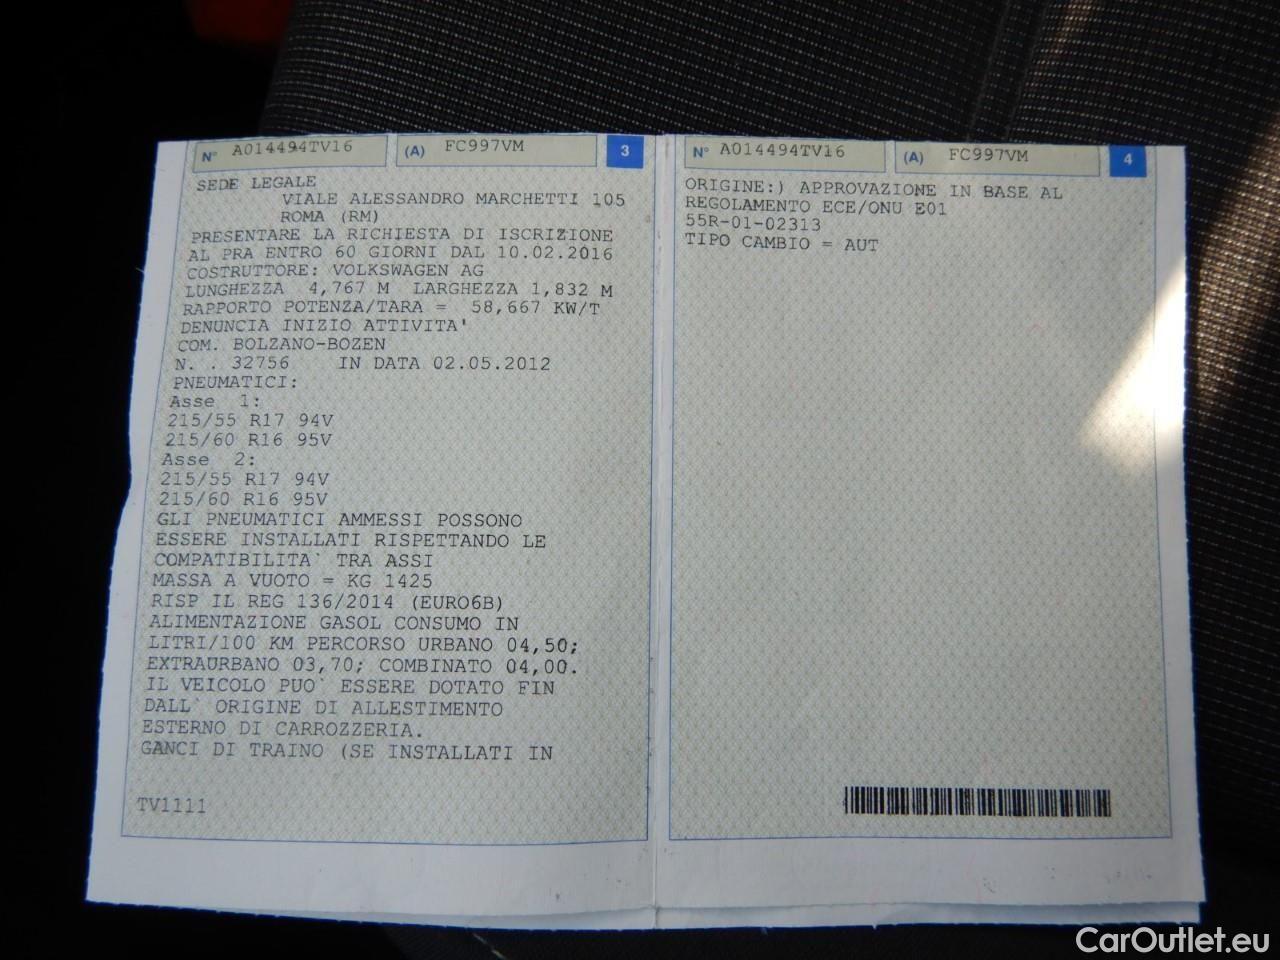 N° A014494TV16 (A) FC997VM 3
SEDE LEGALE
VIALE ALESSANDRO MARCHETTI 105
ROMA (RM)
PRESENTARE LA RICHIESTA DI ISCRIZIONE
AL PRA ENTRO 60 GIORNI DAL 10.02.2016
COSTRUTTORE: VOLKSWAGEN AG
LUNGHEZZA 4,767 M LARGHEZZA 1,832 M
RAPPORTO POTENZA/TARA = 58,667 KW/T
DENUNCIA INIZIO ATTIVITA'
COM. BOLZANO-BOZEN
N. . 32756 IN DATA 02.05.2012
PNEUMATICI:
Asse 1:
215/55 R17 94V
215/60 R16 95V
Asse 2:
215/55 R17 94V
215/60 R16 95V
GLI PNEUMATICI AMMESSI POSSONO
ESSERE INSTALLATI RISPETTANDO LE
COMPATIBILITA` TRA ASSI
MASSA A VUOTO = KG 1425
RISP IL REG 136/2014 (EURO6B)
ALIMENTAZIONE GASOL CONSUMO IN
LITRI/100 KM PERCORSO URBANO 04,50;
EXTRAURBANO 03,70; COMBINATO 04,00.
IL VEICOLO PUO` ESSERE DOTATO FIN
DALL` ORIGINE DI ALLESTIMENTO
ESTERNO DI CARROZZERIA.
GANCI DI TRAINO (SE INSTALLATI IN
TV1111
N° A014494TV16 (A) FC997VM 4
ORIGINE:) APPROVAZIONE IN BASE AL
REGOLAMENTO ECE/ONU E01
55R-01-02313
TIPO CAMBIO = AUT
CarOutlet.eu